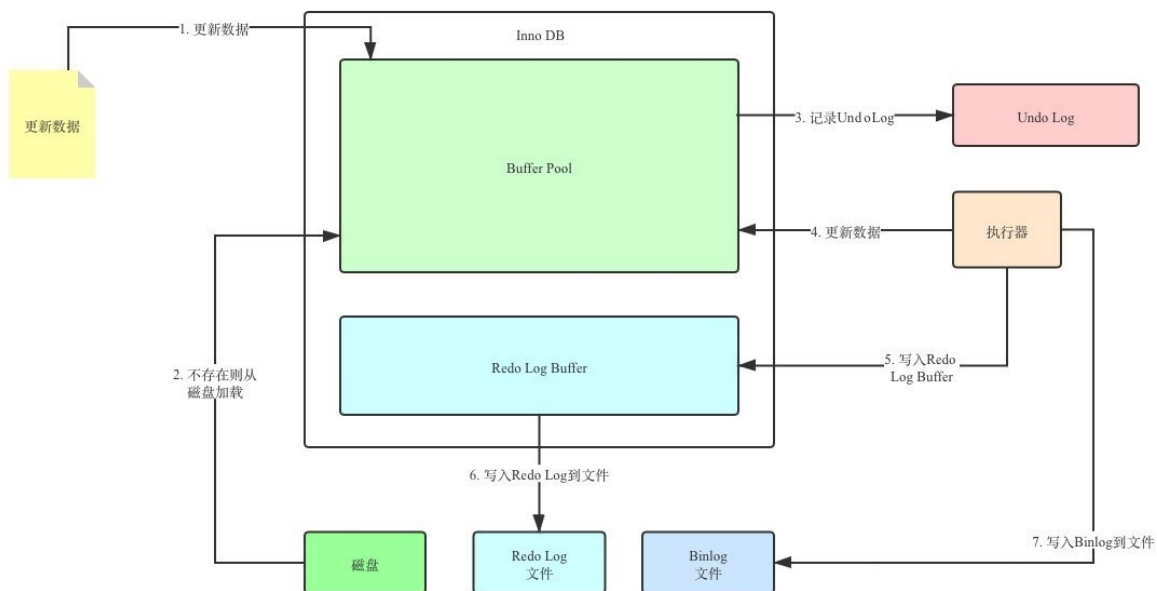 1. 更新数据
Inno DB
更新数据
Buffer Pool
3. 记录UndoLog
Undo Log
4. 更新数据
执行器
2. 不存在则从
磁盘加载
Redo Log Buffer
5. 写入Redo
Log Buffer
6. 写入Redo Log到文件
7. 写入Binlog到文件
磁盘
Redo Log
文件
Binlog
文件